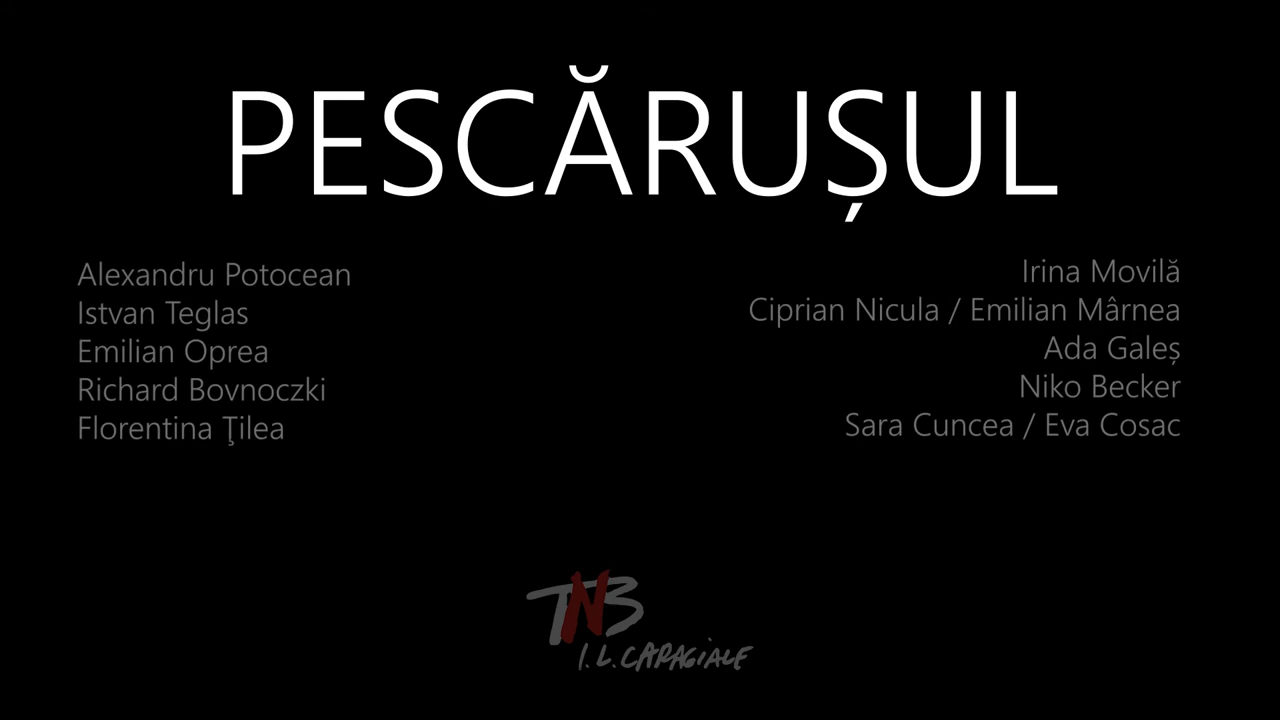 PESCĂRUȘUL
Alexandru Potocean
Istvan Teglas
Emilian Oprea
Richard Bovnoczki
Florentina Ţilea
Irina Movilă
Ciprian Nicula / Emilian Mârnea
Ada Galeș
Niko Becker
Sara Cuncea / Eva Cosac
TNB
I.L.CARAGIALE